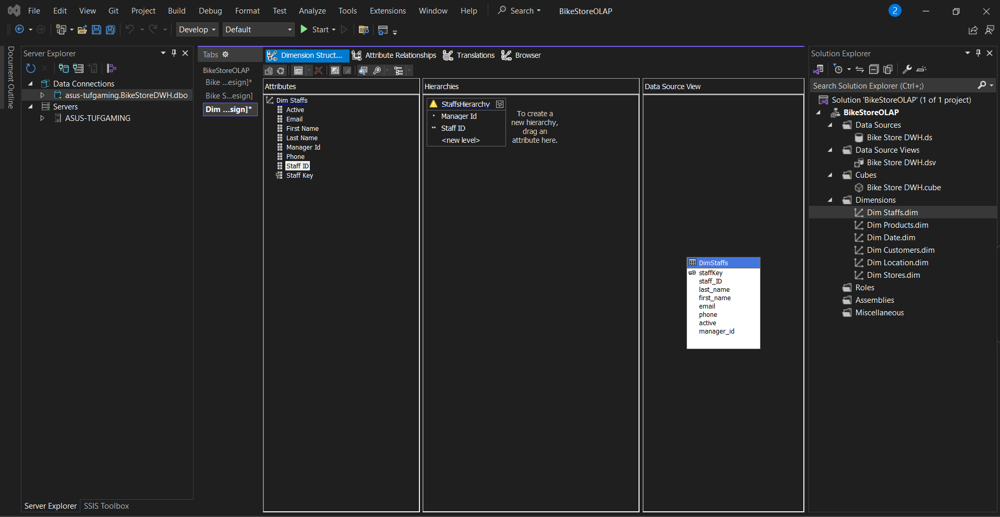 File Edit View Git Project Build Debug Format Test Analyze Tools Extensions Window Help Search BikeStoreOLAP 2
Develop Default Start
Document Outline
Server Explorer
Data Connections
asus-tufgaming.BikeStoreDWH.dbo
Servers
ASUS-TUFGAMING
Server Explorer SSIS Toolbox
Tabs
BikeStoreOLAP
Bike ...esign]*
Bike S...esign]
Dim ...sign]*
Dimension Struct... Attribute Relationships Translations Browser
Attributes
Dim Staffs
Active
Email
First Name
Last Name
Manager Id
Phone
Staff ID
Staff Key
Hierarchies
StaffsHierarchy
Manager Id
Staff ID
<new level>
To create a
new hierarchy,
drag an
attribute here.
Data Source View
DimStaffs
staffKey
staff_ID
last_name
first_name
email
phone
active
manager_id
Solution Explorer
Search Solution Explorer (Ctrl+;)
Solution 'BikeStoreOLAP' (1 of 1 project)
BikeStoreOLAP
Data Sources
Bike Store DWH.ds
Data Source Views
Bike Store DWH.dsv
Cubes
Bike Store DWH.cube
Dimensions
Dim Staffs.dim
Dim Products.dim
Dim Date.dim
Dim Customers.dim
Dim Location.dim
Dim Stores.dim
Roles
Assemblies
Miscellaneous